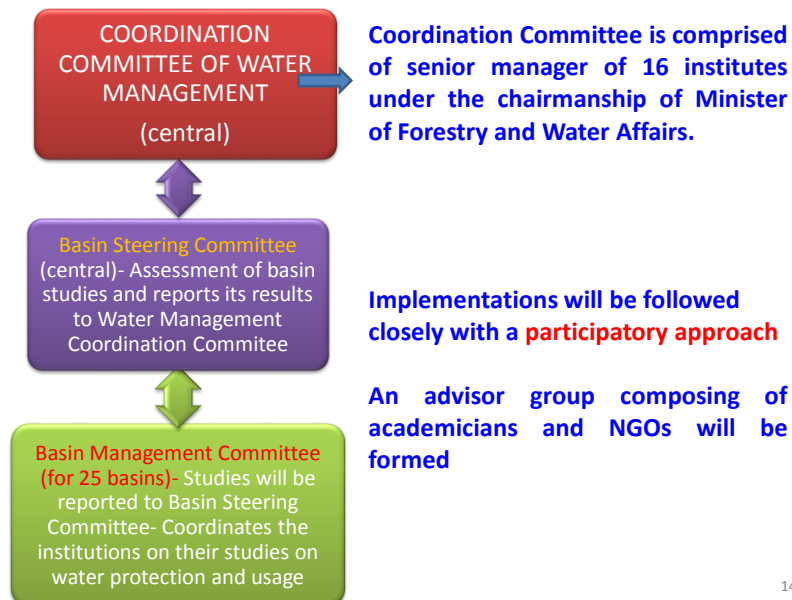 COORDINATION
COMMITTEE OF WATER
MANAGEMENT
(central)
Coordination Committee is comprised
of senior manager of 16 institutes
under the chairmanship of Minister
of Forestry and Water Affairs.
Basin Steering Committee
(central)- Assessment of basin
studies and reports its results
to Water Management
Coordination Commitee
Implementations will be followed
closely with a participatory approach
An advisor group composing of
academicians and NGOs will be
formed
Basin Management Committee
(for 25 basins)- Studies will be
reported to Basin Steering
Committee- Coordinates the
institutions on their studies on
water protection and usage
14